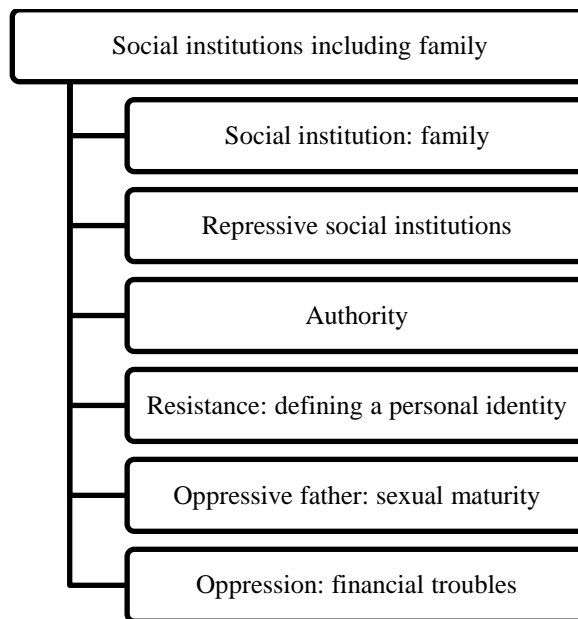 Social institutions including family
Social institution: family
Repressive social institutions
Authority
Resistance: defining a personal identity
Oppressive father: sexual maturity
Oppression: financial troubles